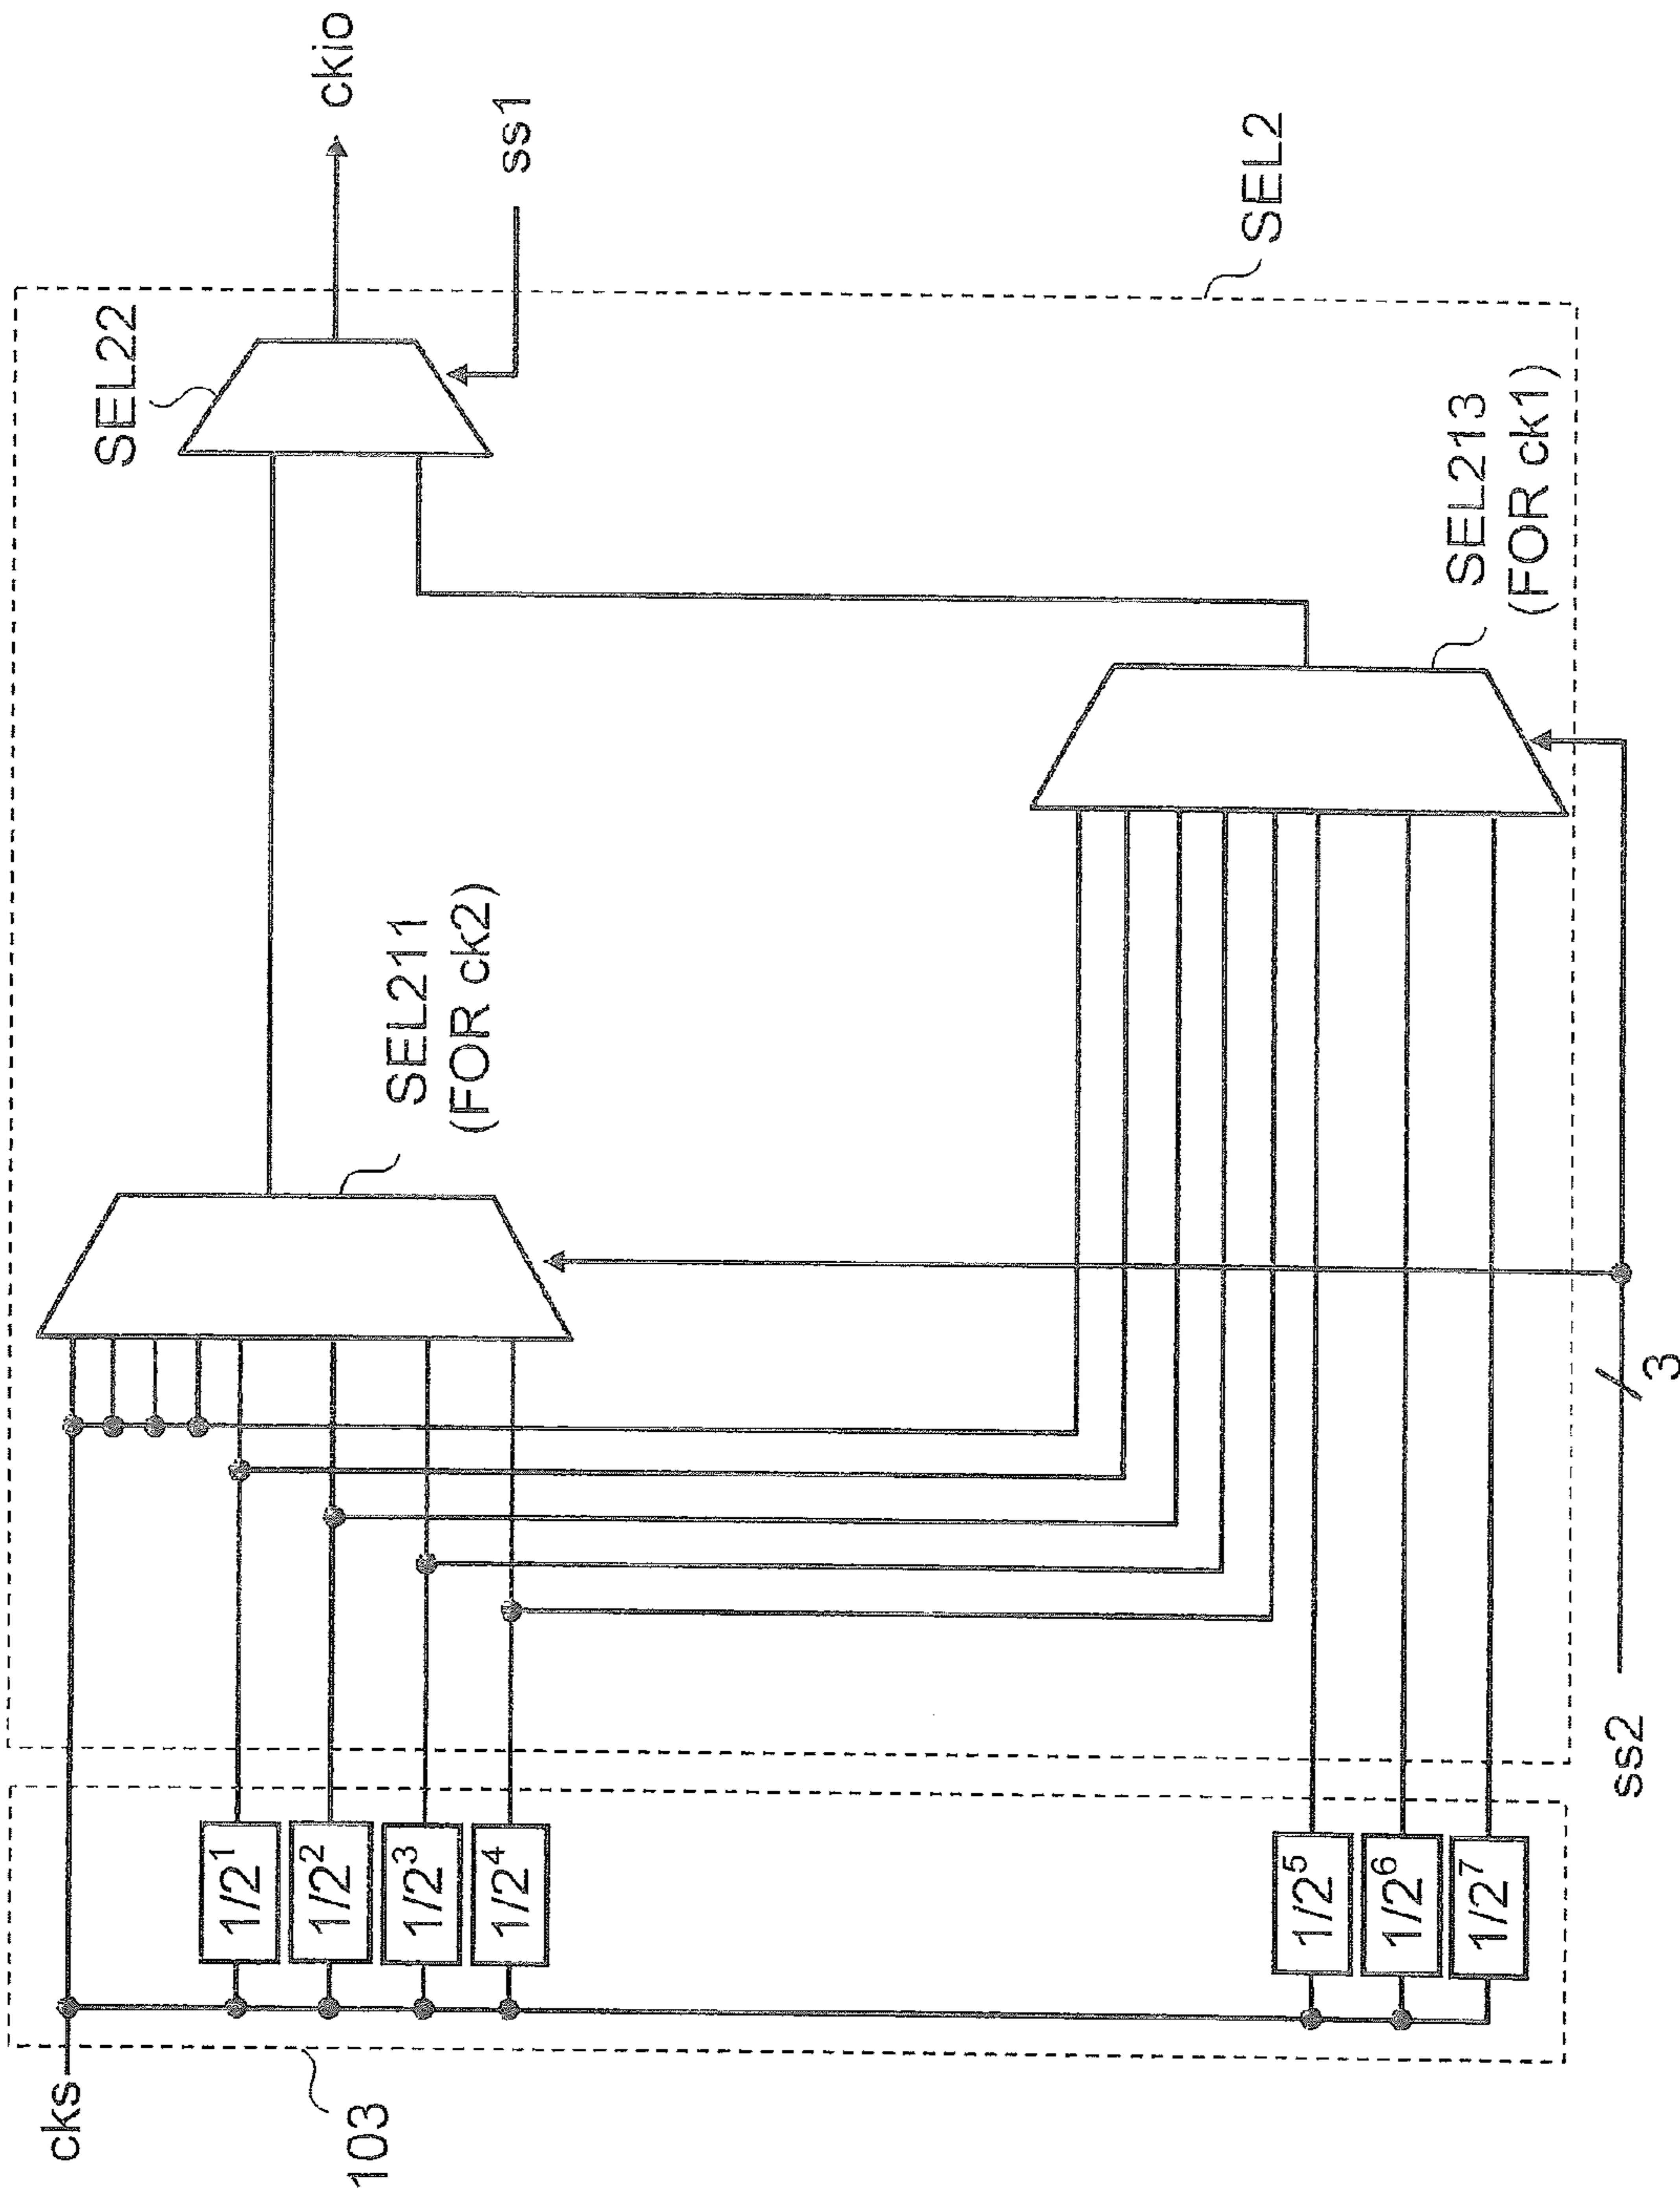 cks
103
1/2¹
1/2²
1/2³
1/2⁴
1/2⁵
1/2⁶
1/2⁷
ss2
3
SEL211
(FOR ck2)
SEL213
(FOR ck1)
SEL22
SEL2
ss1
ckio